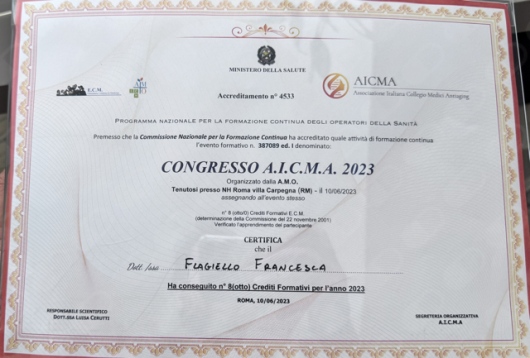 MINISTERO DELLA SALUTE
E.C.M.
AICMA
Associazione Italiana Collegio Medici Antiaging
Accreditamento n° 4533
PROGRAMMA NAZIONALE PER LA FORMAZIONE CONTINUA DEGLI OPERATORI DELLA SANITÀ
Premesso che la Commissione Nazionale per la Formazione Continua ha accreditato quale attività di formazione continua
l'evento formativo n. 387089 ed. I denominato:
CONGRESSO A.I.C.M.A. 2023
Organizzato dalla A.M.O.
Tenutosi presso NH Roma villa Carpegna (RM) - il 10/06/2023
assegnando all'evento stesso
n° 8 (otto/0) Crediti Formativi E.C.M.
(determinazione della Commissione del 22 novembre 2001)
Verificato l'apprendimento del partecipante
CERTIFICA
che il
Dott./ssa FLAGIELLO FRANCESCA
Ha conseguito n° 8(otto) Crediti Formativi per l'anno 2023
ROMA, 10/06/2023
RESPONSABILE SCIENTIFICO
DOTT.SSA LUISA CERUTTI
SEGRETERIA ORGANIZZATIVA
A.I.C.M.A